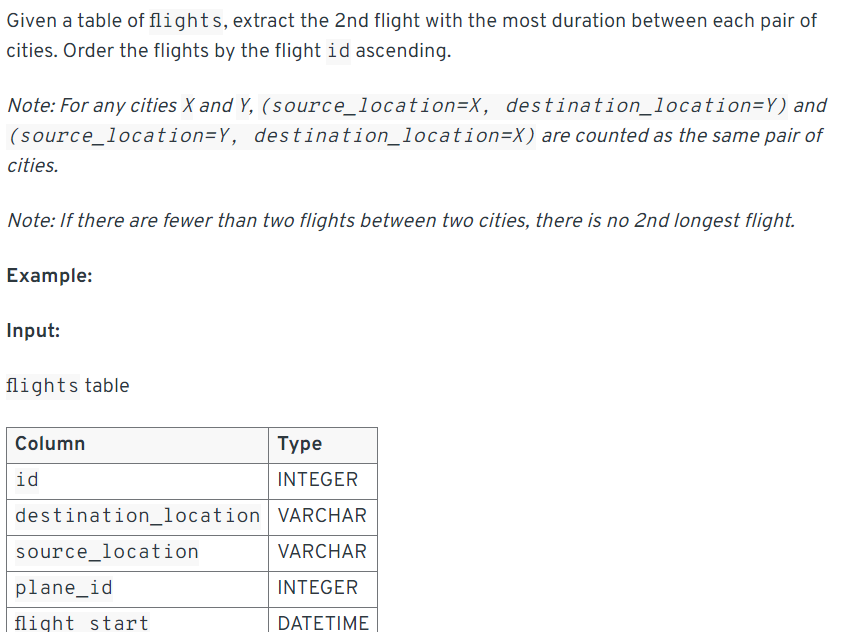 Given a table of flights, extract the 2nd flight with the most duration between each pair of
cities. Order the flights by the flight id ascending.
Note: For any cities X and Y, (source_location=X, destination_location=Y) and
(source_location=Y, destination_location=X) are counted as the same pair of
cities.
Note: If there are fewer than two flights between two cities, there is no 2nd longest flight.
Example:
Input:
flights table
Column Type
id INTEGER
destination_location VARCHAR
source_location VARCHAR
plane_id INTEGER
flight_start DATETIME